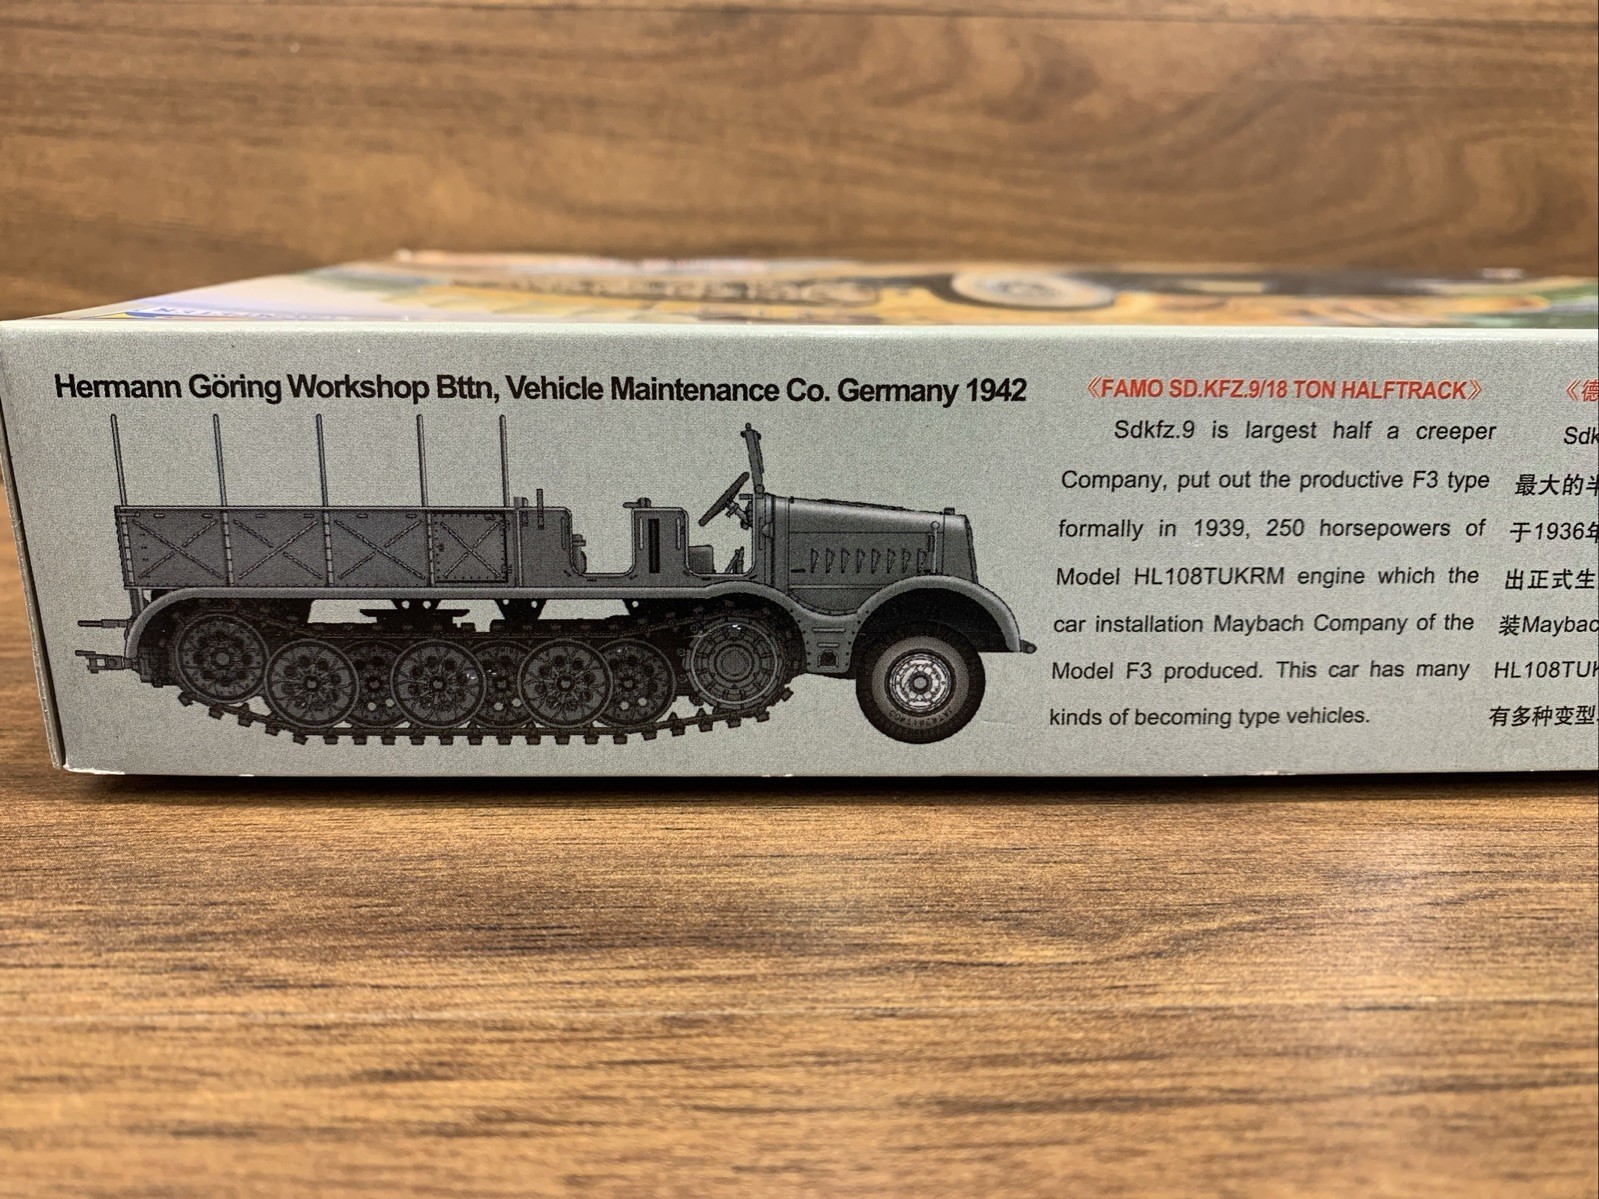 Hermann Göring Workshop Bttn, Vehicle Maintenance Co. Germany 1942
《FAMO SD.KFZ.9/18 TON HALFTRACK》
Sdkfz.9 is largest half a creeper
Company, put out the productive F3 type
formally in 1939, 250 horsepowers of
Model HL108TUKRM engine which the
car installation Maybach Company of the
Model F3 produced. This car has many
kinds of becoming type vehicles.
《德
Sdk
最大的半
于1936年
出正式生
装Maybac
HL108TUK
有多种变型